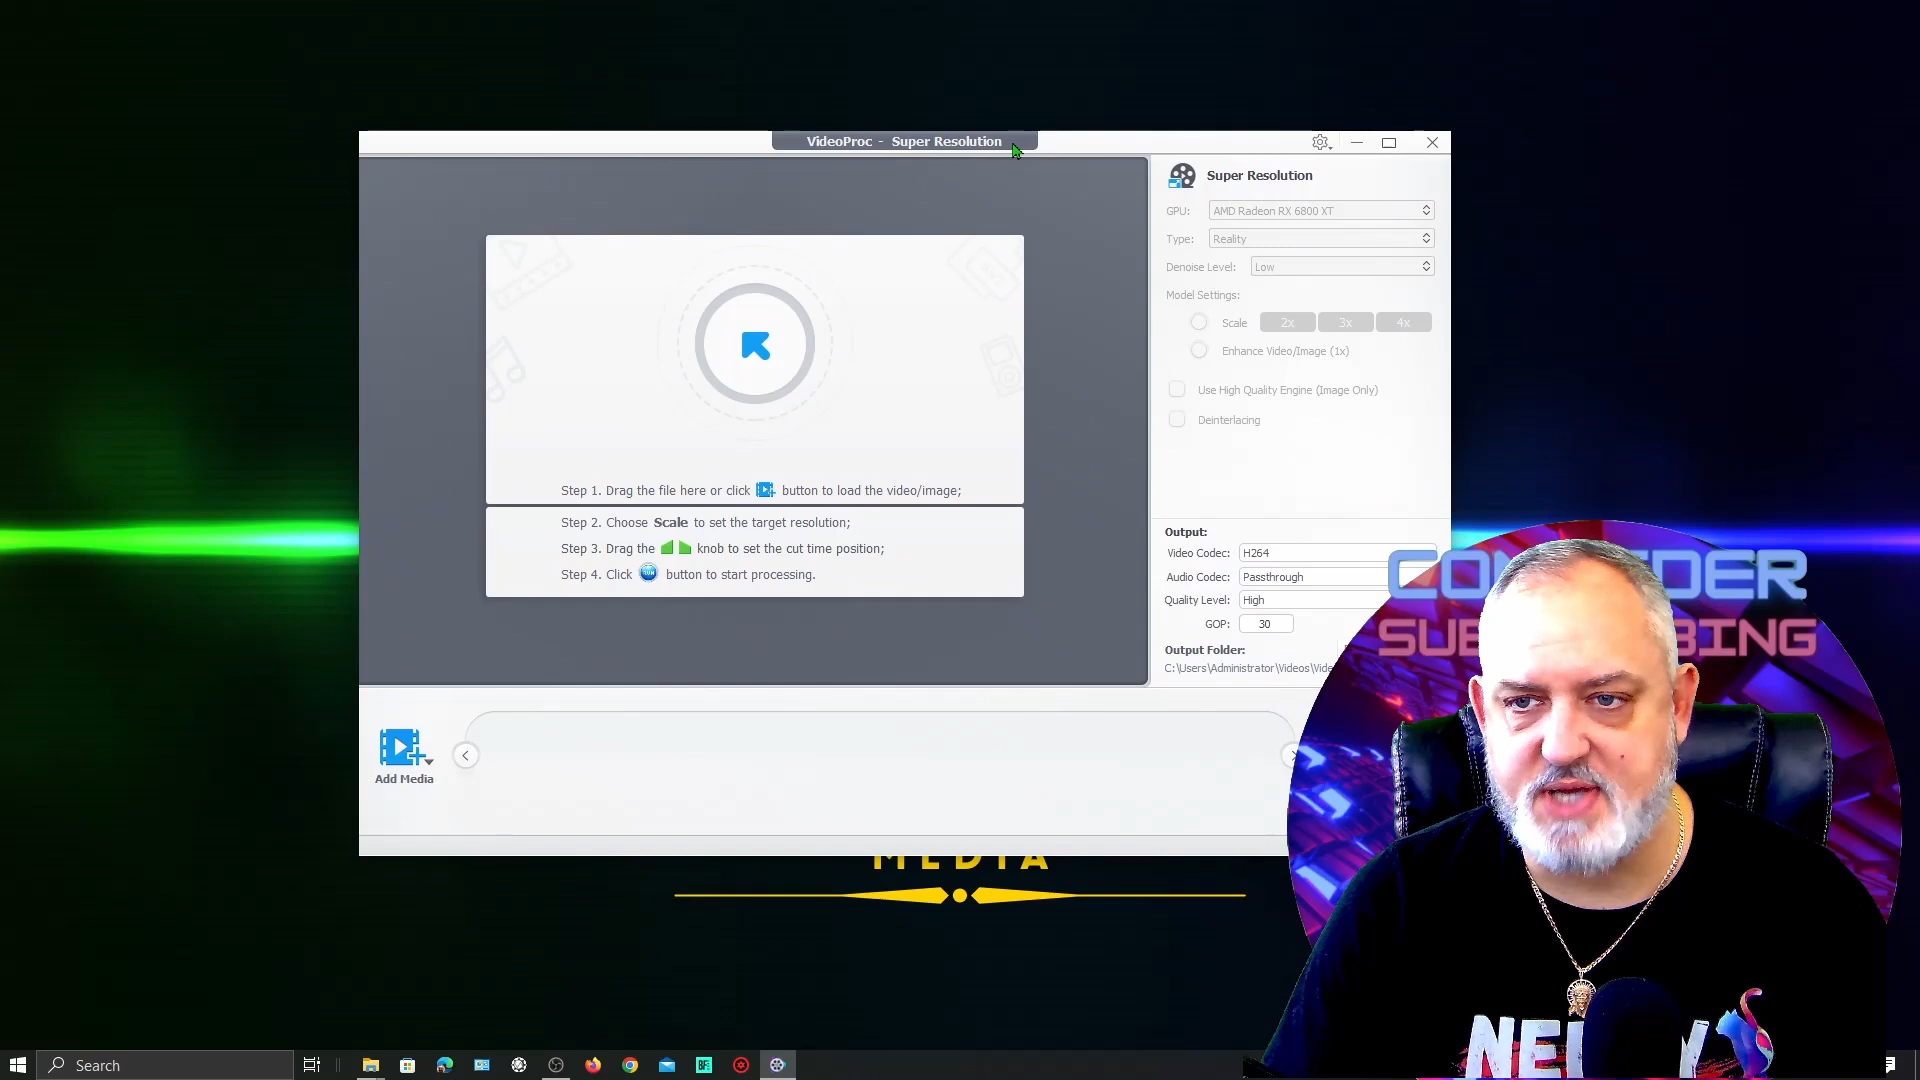 VideoProc - Super Resolution
Super Resolution
GPU: AMD Radeon RX 6800 XT
Type: Reality
Denoise Level: Low
Model Settings:
Scale 2x 3x 4x
Enhance Video/Image (1x)
Use High Quality Engine (Image Only)
Deinterlacing
Step 1. Drag the file here or click button to load the video/image;
Step 2. Choose Scale to set the target resolution;
Step 3. Drag the knob to set the cut time position;
Step 4. Click button to start processing.
Output:
Video Codec: H264
Audio Codec: Passthrough
Quality Level: High
GOP: 30
Output Folder:
C:\Users\Administrator\Videos\Vide
Add Media
MEDIA
Search